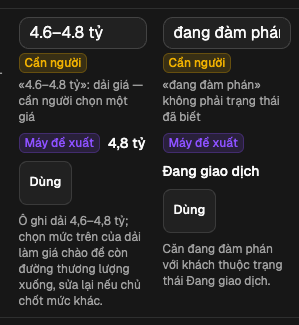 4.6–4.8 tỷ
Cần người
«4.6–4.8 tỷ»: dải giá —
cần người chọn một
giá
Máy đề xuất 4,8 tỷ
Dùng
Ô ghi dải 4,6–4,8 tỷ;
chọn mức trên của dải
làm giá chào để còn
đường thương lượng
xuống, sửa lại nếu chủ
chốt mức khác.
đang đàm phán
Cần người
«đang đàm phán»
không phải trạng thái
đã biết
Máy đề xuất
Đang giao dịch
Dùng
Căn đang đàm phán
với khách thuộc trạng
thái Đang giao dịch.